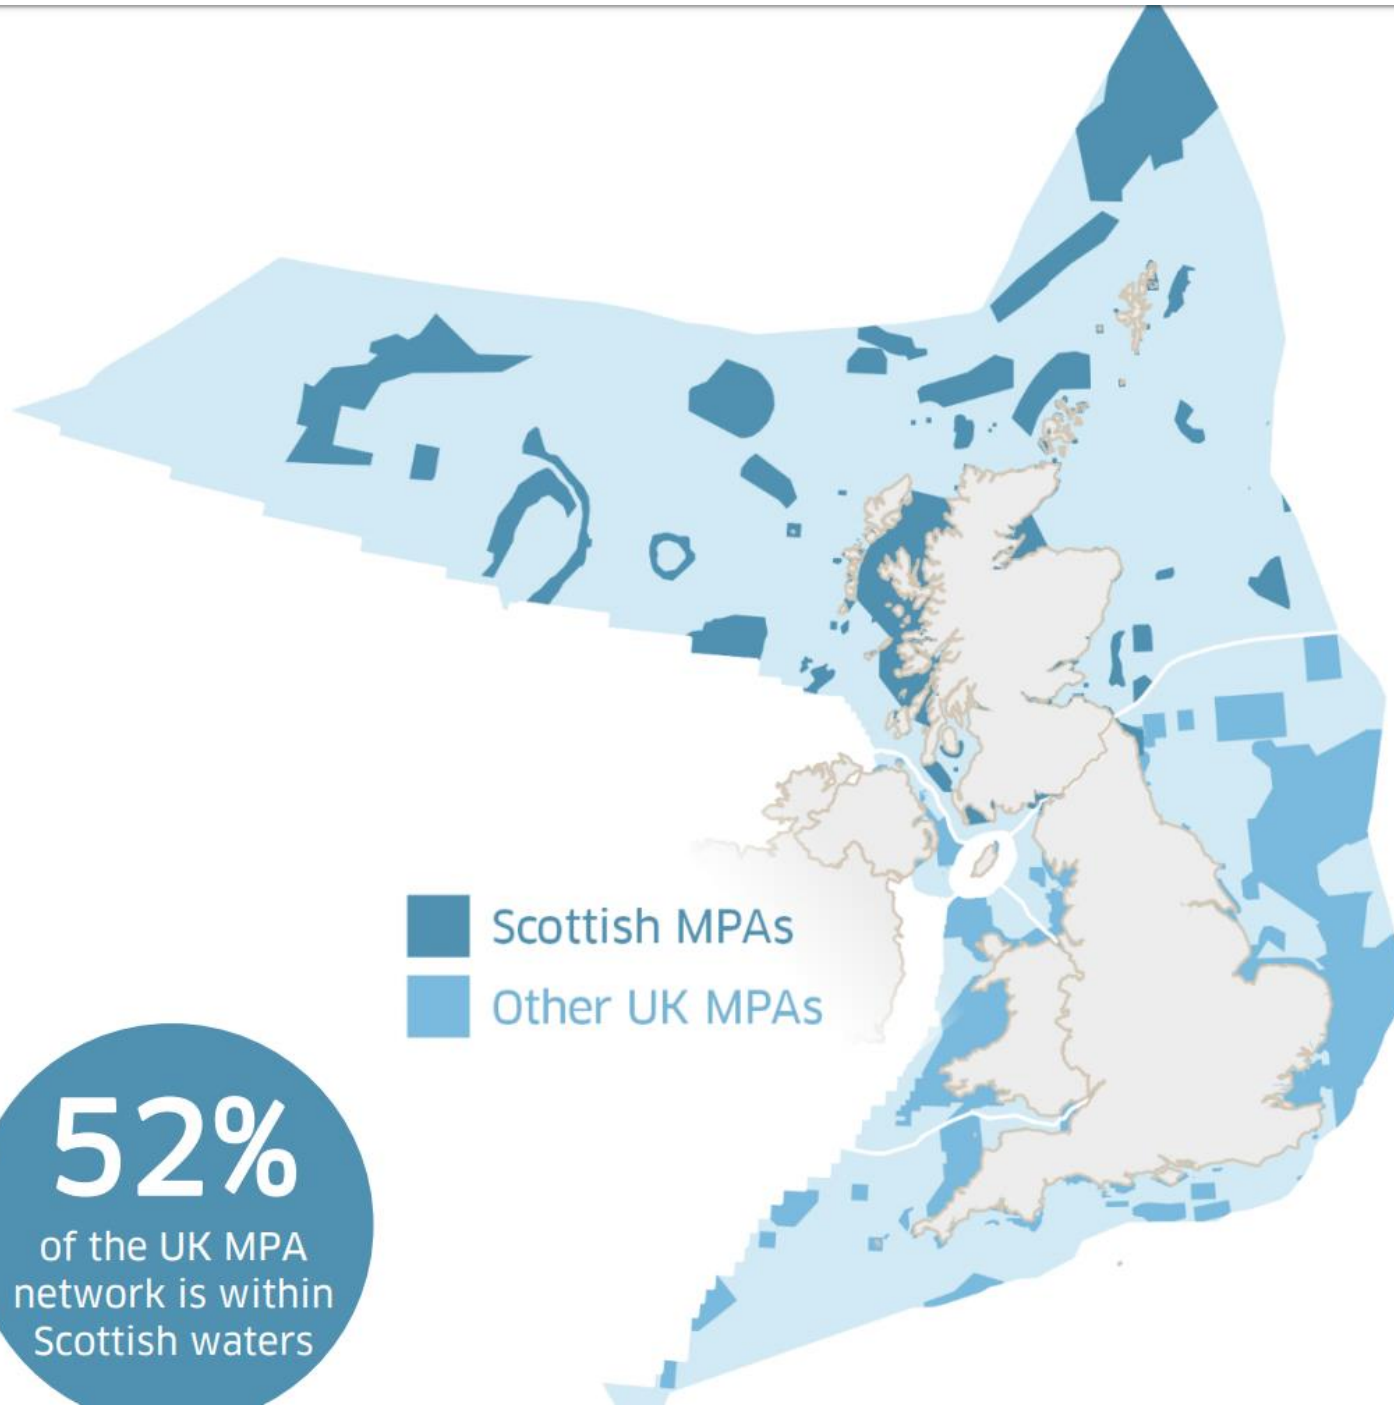 Scottish MPAs
Other UK MPAs
52%
of the UK MPA
network is within
Scottish waters